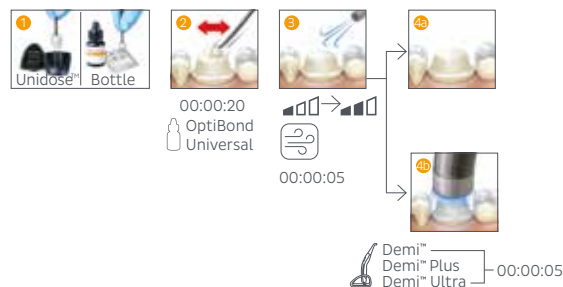 1
Unidose™ Bottle
2
00:00:20
OptiBond
Universal
3
00:00:05
4a
4b
Demi™
Demi™ Plus
Demi™ Ultra
00:00:05